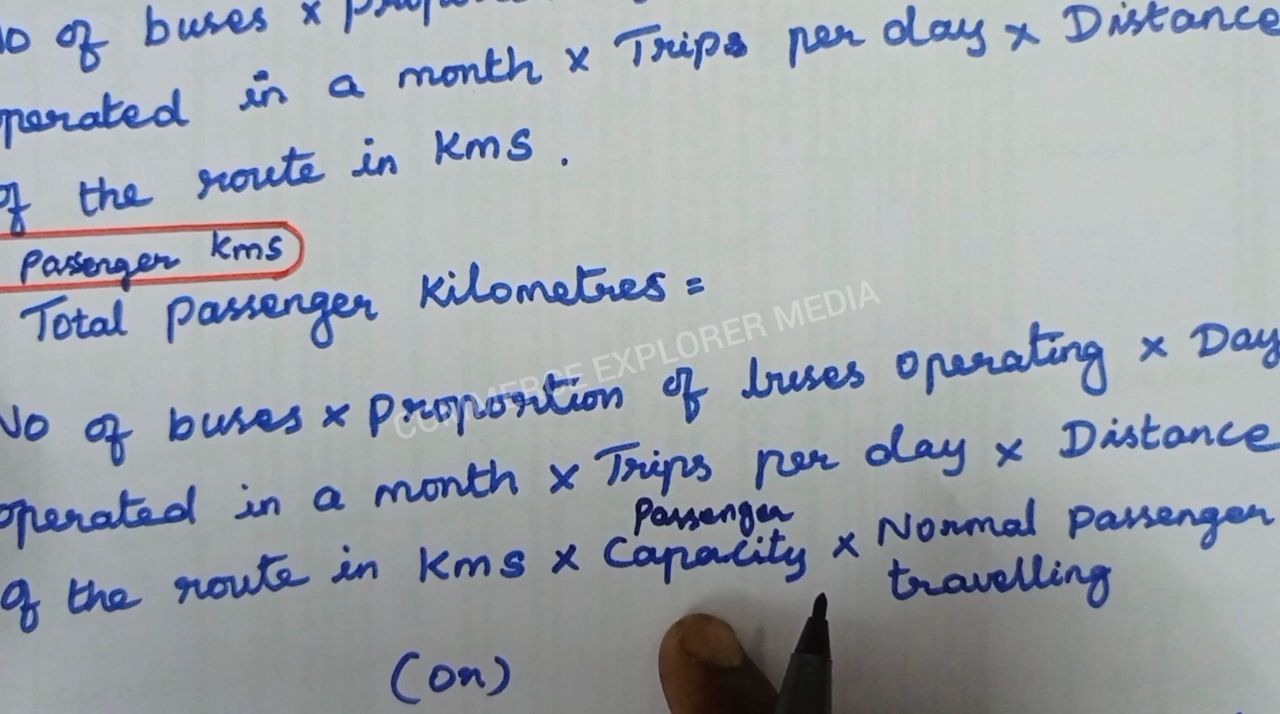 No of buses x propo
operated in a month x Trips per day x Distance
of the route in Kms.
Passenger Kms
Total Passenger Kilometres =
No of buses x Proportion of buses operating x Day
operated in a month x Trips per day x Distance
Of the route in Kms x Passenger Capacity x Normal Passenger travelling
(or)
COMMERCE EXPLORER MEDIA